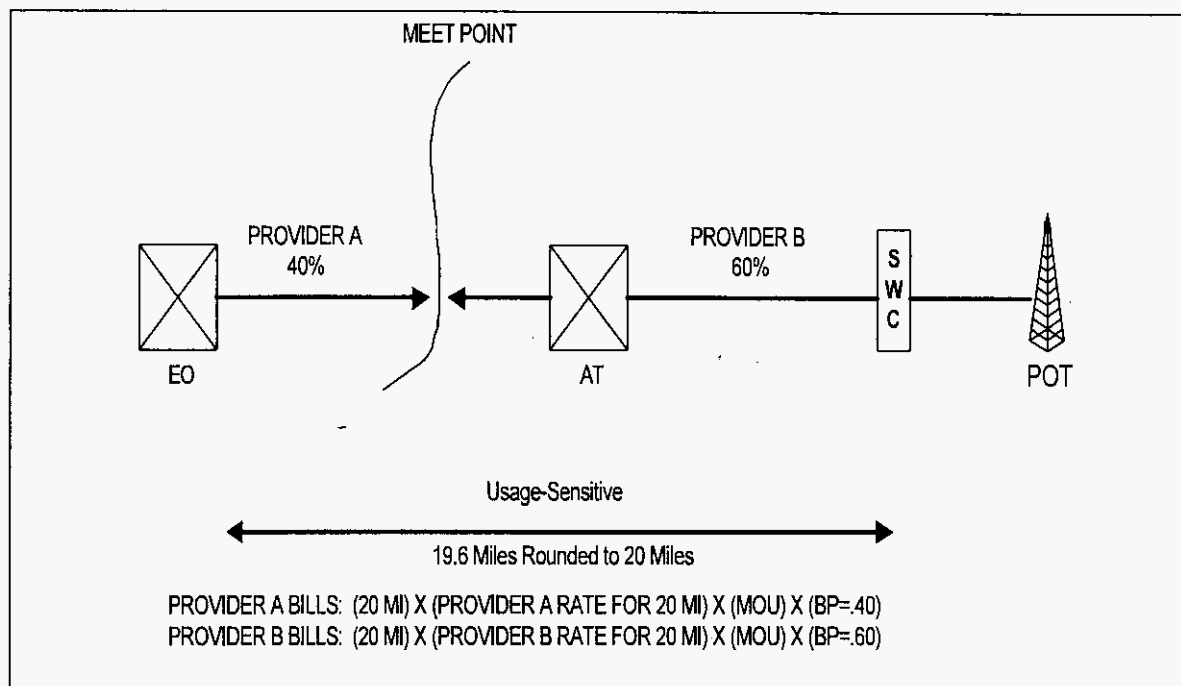 MEET POINT
PROVIDER A
40%
PROVIDER B
60%
S
W
C
EO
AT
POT
Usage-Sensitive
19.6 Miles Rounded to 20 Miles
PROVIDER A BILLS: (20 MI) X (PROVIDER A RATE FOR 20 MI) X (MOU) X (BP=.40)
PROVIDER B BILLS: (20 MI) X (PROVIDER B RATE FOR 20 MI) X (MOU) X (BP=.60)